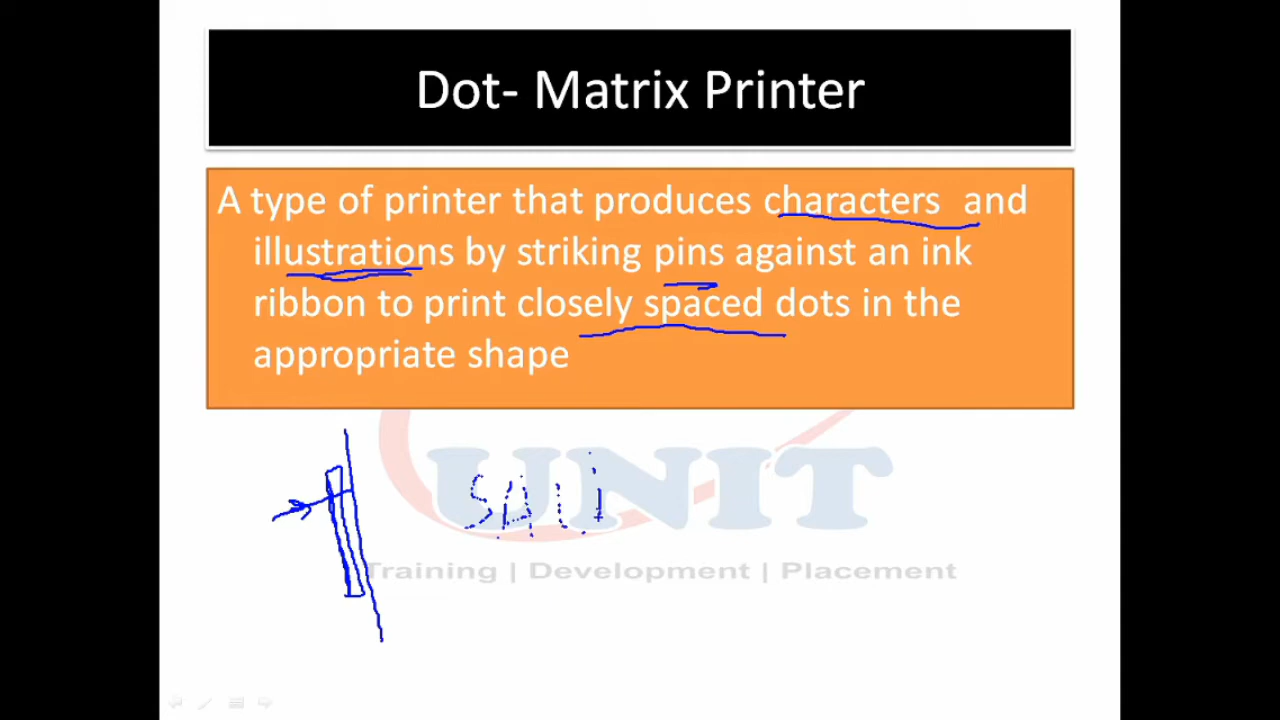 Dot- Matrix Printer
A type of printer that produces characters and
illustrations by striking pins against an ink
ribbon to print closely spaced dots in the
appropriate shape
UNIT
SALI
Training | Development | Placement